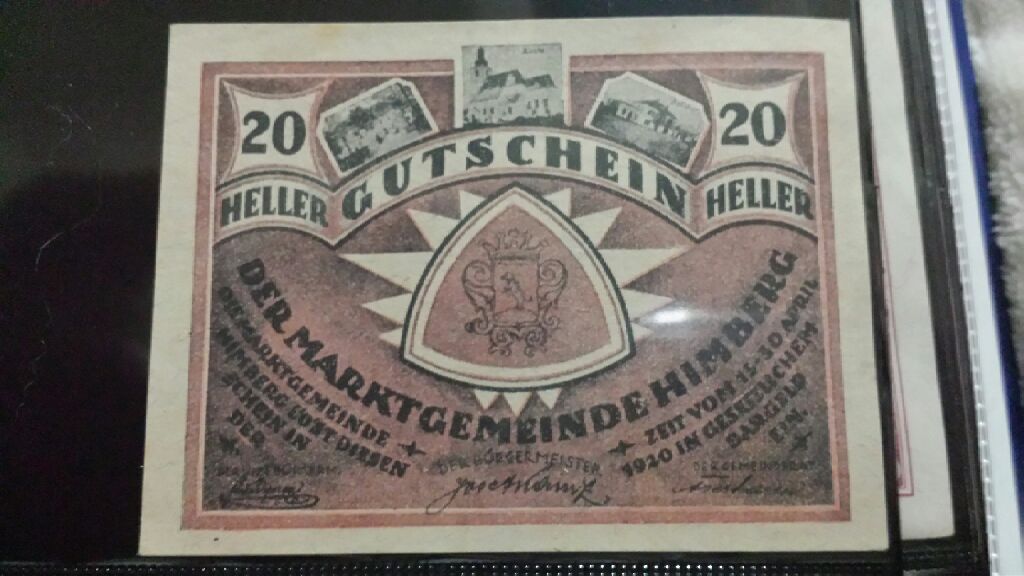 20
20
HELLER
GUTSCHEIN
HELLER
DER MARKTGEMEINDE HIMBERG
DIE MARKTGEMEINDE
HIMBERG LÖST DIESEN
SCHEIN IN
DER
ZEIT VOM 15-30 APRIL
1920 IN GESETZLICHEM
BARGELD
EIN.
DER BÜRGERMEISTER
DER GEMEINDERAT